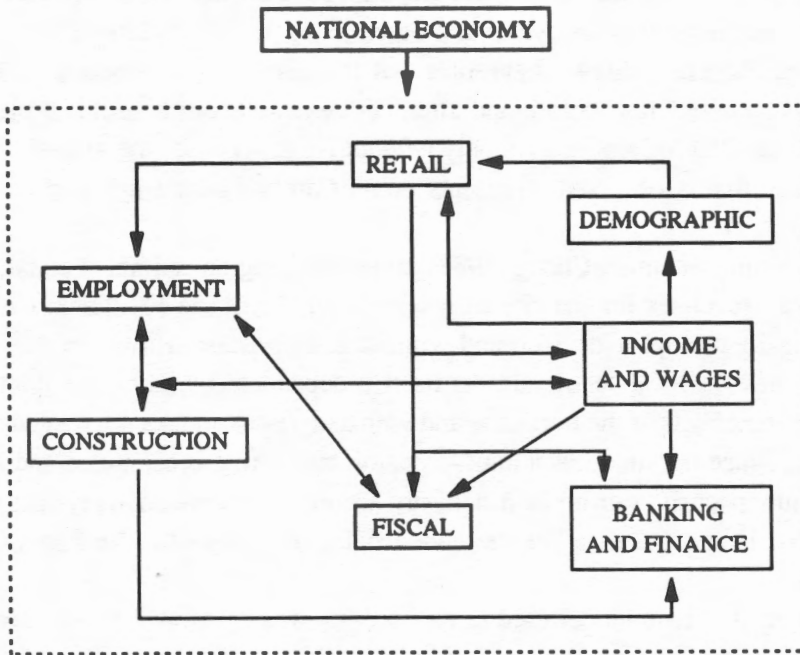 NATIONAL ECONOMY
RETAIL
DEMOGRAPHIC
EMPLOYMENT
INCOME
AND WAGES
CONSTRUCTION
FISCAL
BANKING
AND FINANCE